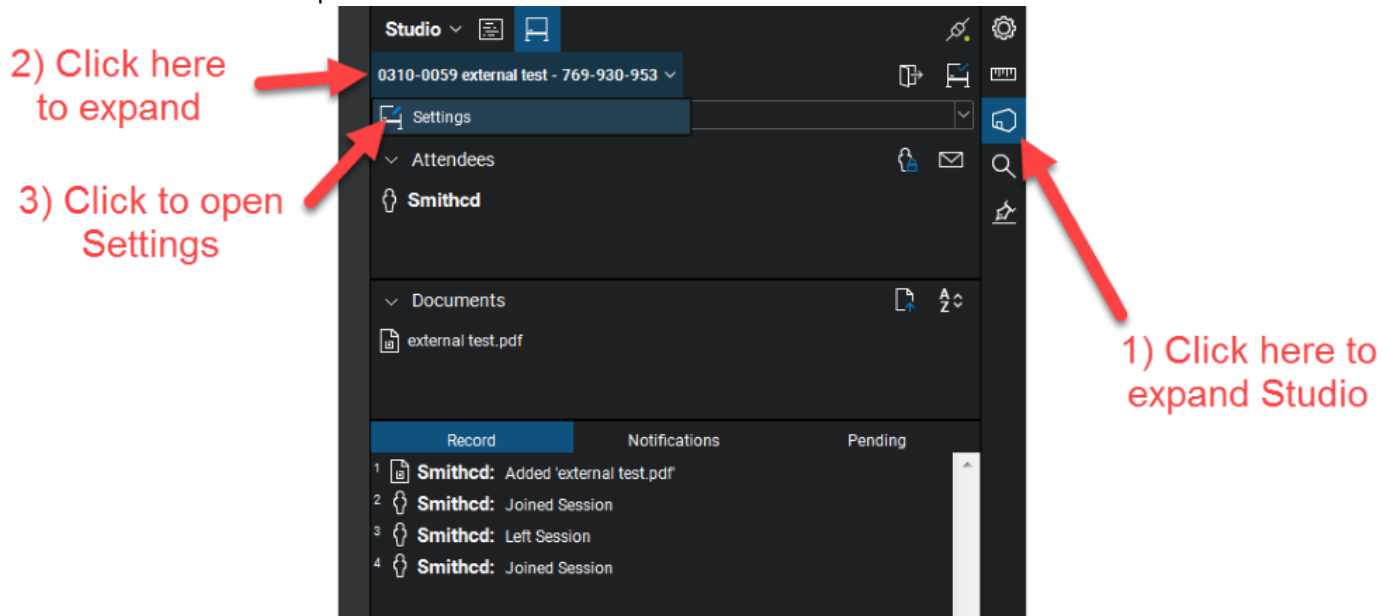 Studio
2) Click here
to expand
0310-0059 external test - 769-930-953
Settings
Attendees
3) Click to open
Settings
Smithcd
Documents
A
Z
external test.pdf
1) Click here to
expand Studio
Record Notifications Pending
1 Smithcd: Added 'external test.pdf'
2 Smithcd: Joined Session
3 Smithcd: Left Session
4 Smithcd: Joined Session